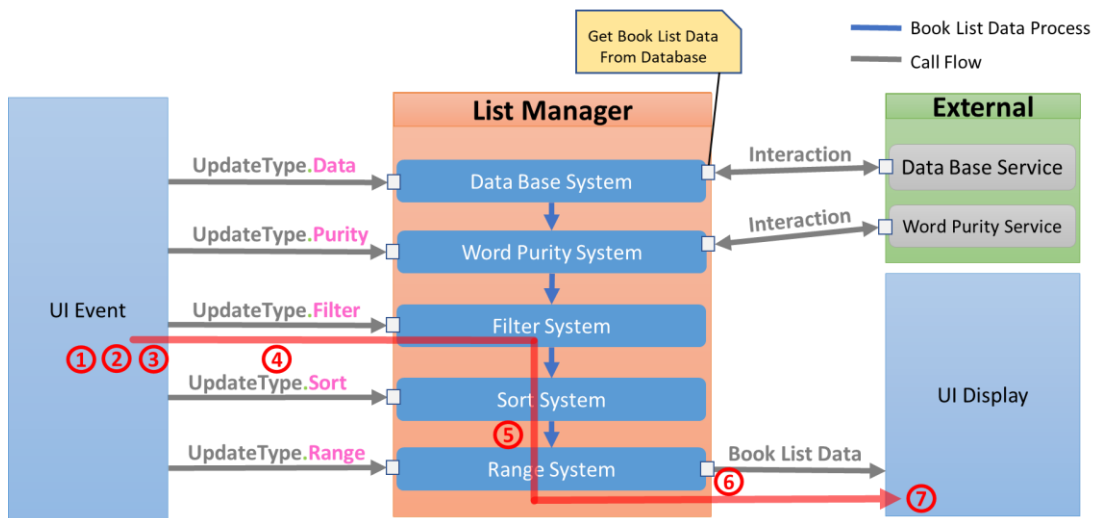 Get Book List Data
From Database
Book List Data Process
Call Flow
List Manager
External
UpdateType.Data
Data Base System
Interaction
Data Base Service
UpdateType.Purity
Word Purity System
Interaction
Word Purity Service
UI Event
UpdateType.Filter
Filter System
① ② ③ ④
UpdateType.Sort
Sort System
UI Display
⑤
UpdateType.Range
Range System
Book List Data
⑥
⑦